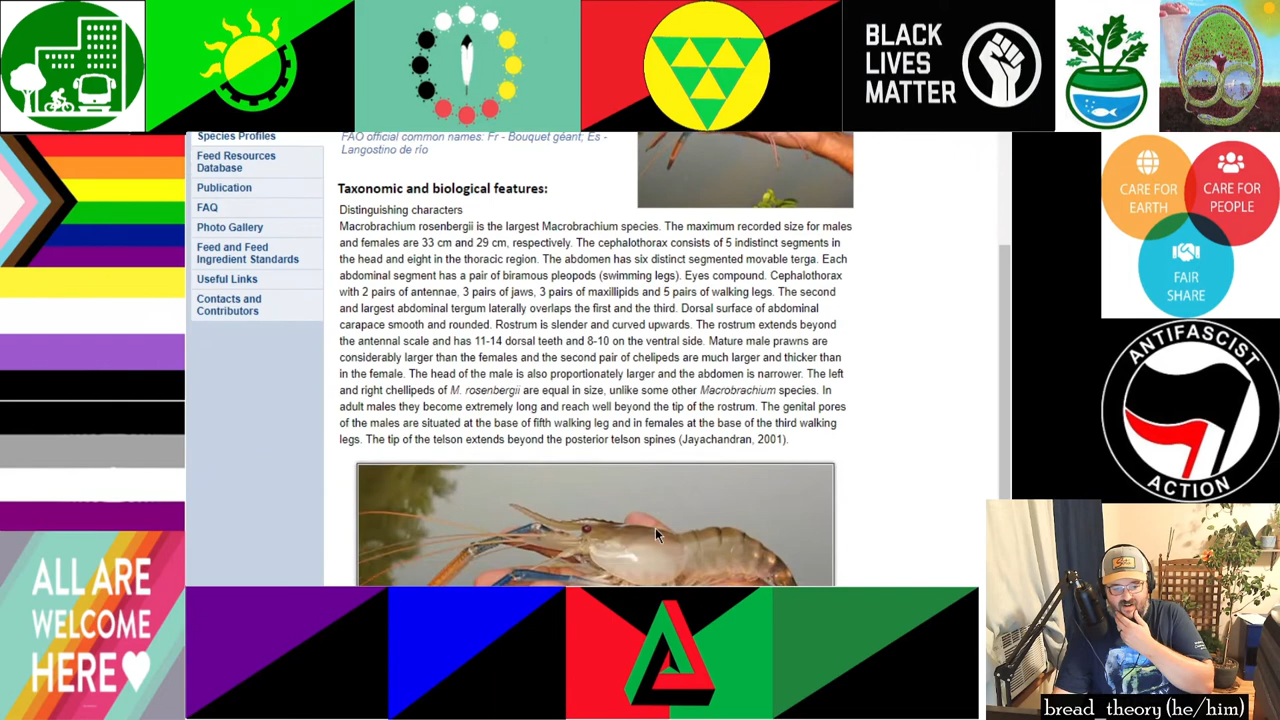 BLACK
LIVES
MATTER
Species Profiles
Feed Resources
Database
Publication
FAQ
Photo Gallery
Feed and Feed
Ingredient Standards
Useful Links
Contacts and
Contributors
FAO official common names: Fr - Bouquet géant; Es -
Langostino de río
Taxonomic and biological features:
Distinguishing characters
Macrobrachium rosenbergii is the largest Macrobrachium species. The maximum recorded size for males
and females are 33 cm and 29 cm, respectively. The cephalothorax consists of 5 indistinct segments in
the head and eight in the thoracic region. The abdomen has six distinct segmented movable terga. Each
abdominal segment has a pair of biramous pleopods (swimming legs). Eyes compound. Cephalothorax
with 2 pairs of antennae, 3 pairs of jaws, 3 pairs of maxillipids and 5 pairs of walking legs. The second
and largest abdominal tergum laterally overlaps the first and the third. Dorsal surface of abdominal
carapace smooth and rounded. Rostrum is slender and curved upwards. The rostrum extends beyond
the antennal scale and has 11-14 dorsal teeth and 8-10 on the ventral side. Mature male prawns are
considerably larger than the females and the second pair of chelipeds are much larger and thicker than
in the female. The head of the male is also proportionately larger and the abdomen is narrower. The left
and right chellipeds of M. rosenbergii are equal in size, unlike some other Macrobrachium species. In
adult males they become extremely long and reach well beyond the tip of the rostrum. The genital pores
of the males are situated at the base of fifth walking leg and in females at the base of the third walking
legs. The tip of the telson extends beyond the posterior telson spines (Jayachandran, 2001).
CARE FOR
EARTH
CARE FOR
PEOPLE
FAIR
SHARE
ANTIFASCIST
ACTION
ALL ARE
WELCOME
HERE
bread_theory (he/him)